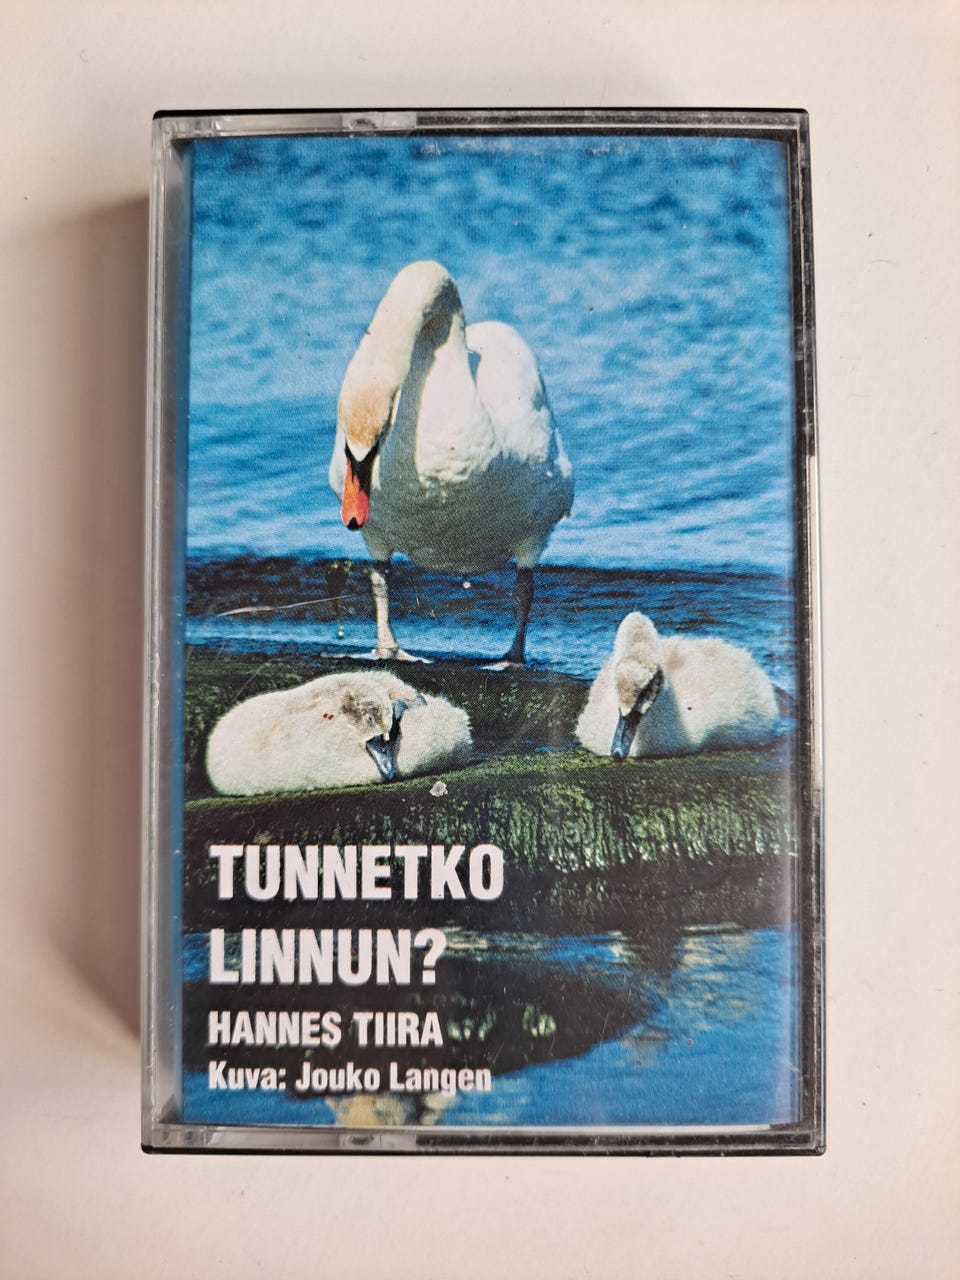 TUNNETKO
LINNUN?
HANNES TIIRA
Kuva: Jouko Langen